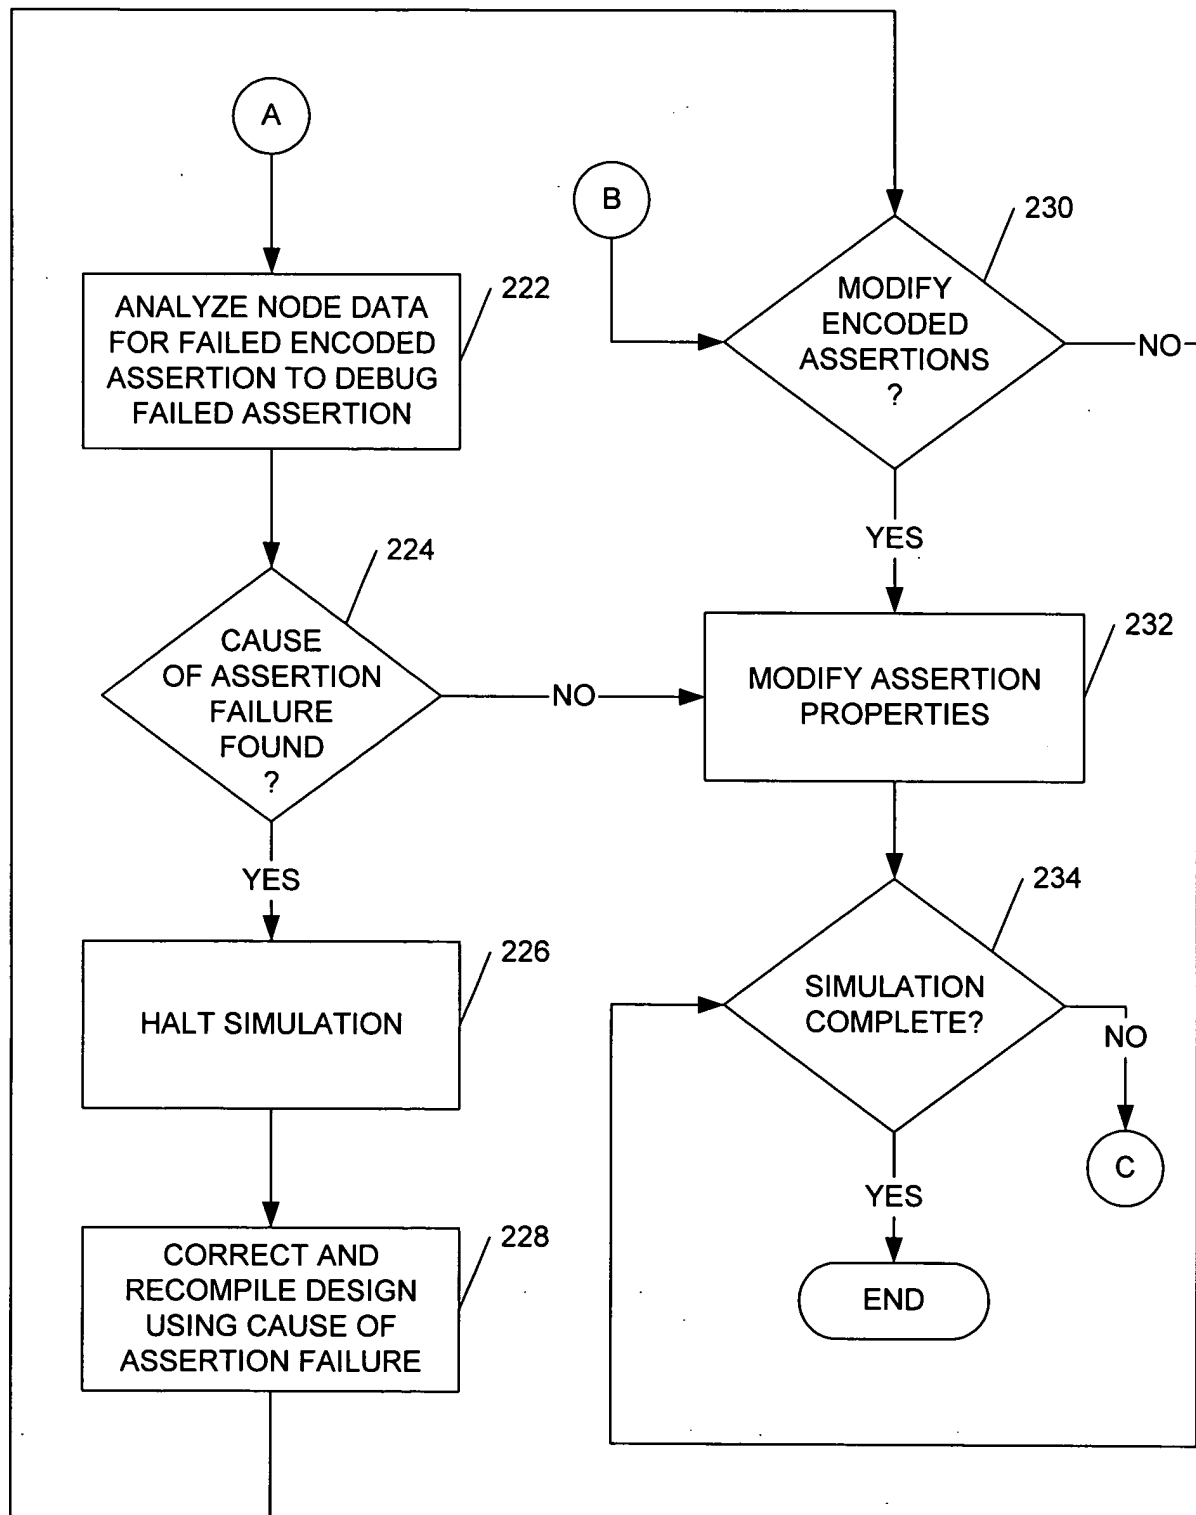 A
ANALYZE NODE DATA
FOR FAILED ENCODED
ASSERTION TO DEBUG
FAILED ASSERTION
222
CAUSE
OF ASSERTION
FAILURE
FOUND
?
224
NO
YES
HALT SIMULATION
226
CORRECT AND
RECOMPILE DESIGN
USING CAUSE OF
ASSERTION FAILURE
228
B
MODIFY
ENCODED
ASSERTIONS
?
230
NO
YES
MODIFY ASSERTION
PROPERTIES
232
SIMULATION
COMPLETE?
234
NO
C
YES
END